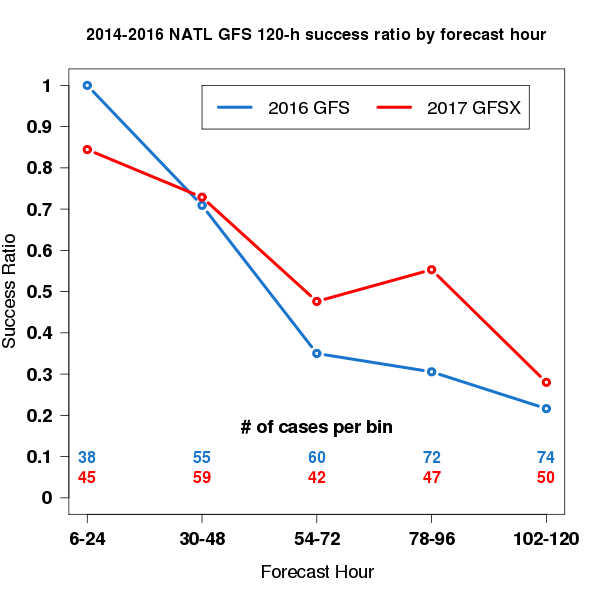 2014-2016 NATL GFS 120-h success ratio by forecast hour
2016 GFS 2017 GFSX
1
0.9
0.8
0.7
0.6
0.5
0.4
0.3
0.2
0.1
0
Success Ratio
# of cases per bin
38 55 60 72 74
45 59 42 47 50
6-24 30-48 54-72 78-96 102-120
Forecast Hour